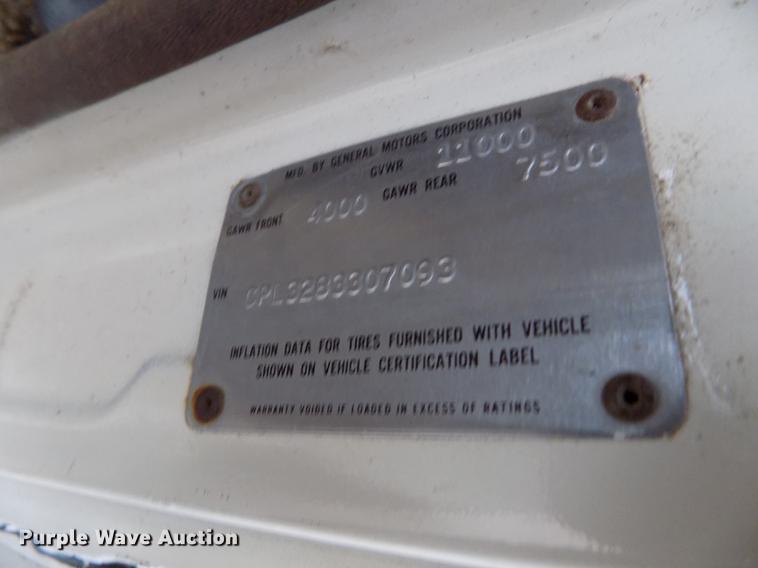 MFD. BY GENERAL MOTORS CORPORATION
GVWR 11000
GAWR FRONT 4000 GAWR REAR 7500
VIN CPL3283307093
INFLATION DATA FOR TIRES FURNISHED WITH VEHICLE
SHOWN ON VEHICLE CERTIFICATION LABEL
WARRANTY VOIDED IF LOADED IN EXCESS OF RATINGS
Purple Wave Auction